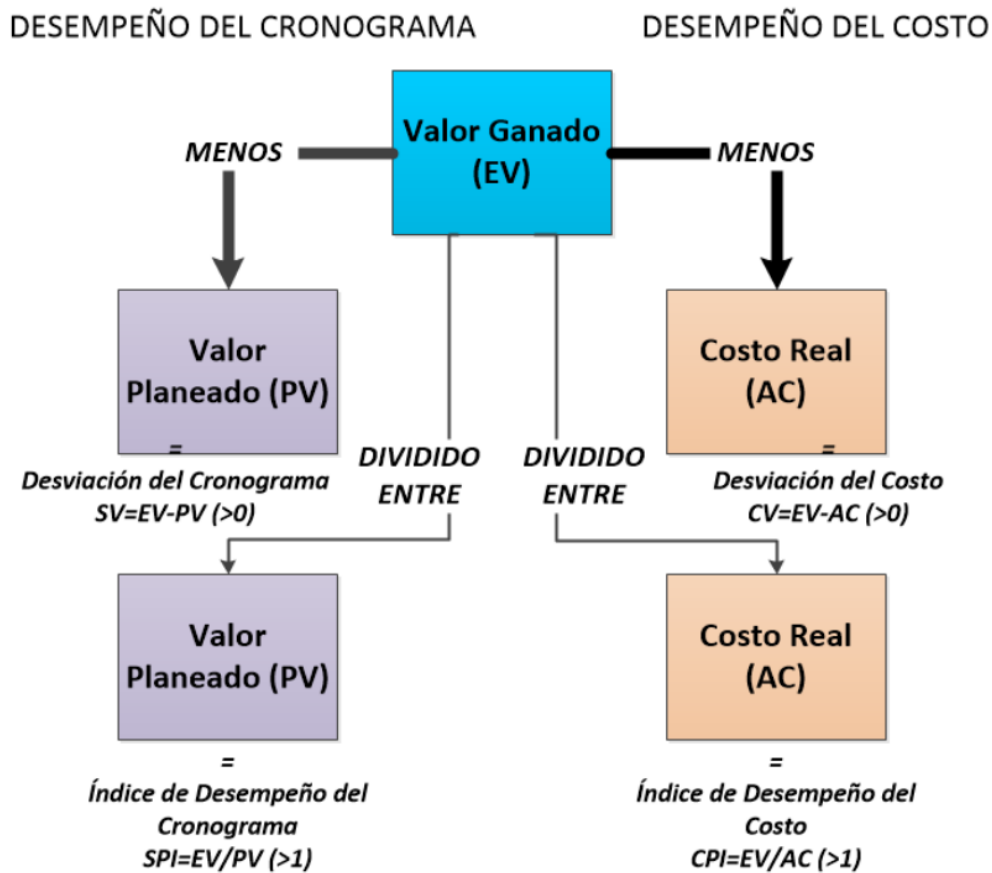 DESEMPEÑO DEL CRONOGRAMA
DESEMPEÑO DEL COSTO
Valor Ganado
(EV)
MENOS
MENOS
Valor
Planeado (PV)
=
Desviación del Cronograma
SV=EV-PV (>0)
Costo Real
(AC)
=
Desviación del Costo
CV=EV-AC (>0)
DIVIDIDO
ENTRE
DIVIDIDO
ENTRE
Valor
Planeado (PV)
=
Índice de Desempeño del
Cronograma
SPI=EV/PV (>1)
Costo Real
(AC)
=
Índice de Desempeño del
Costo
CPI=EV/AC (>1)